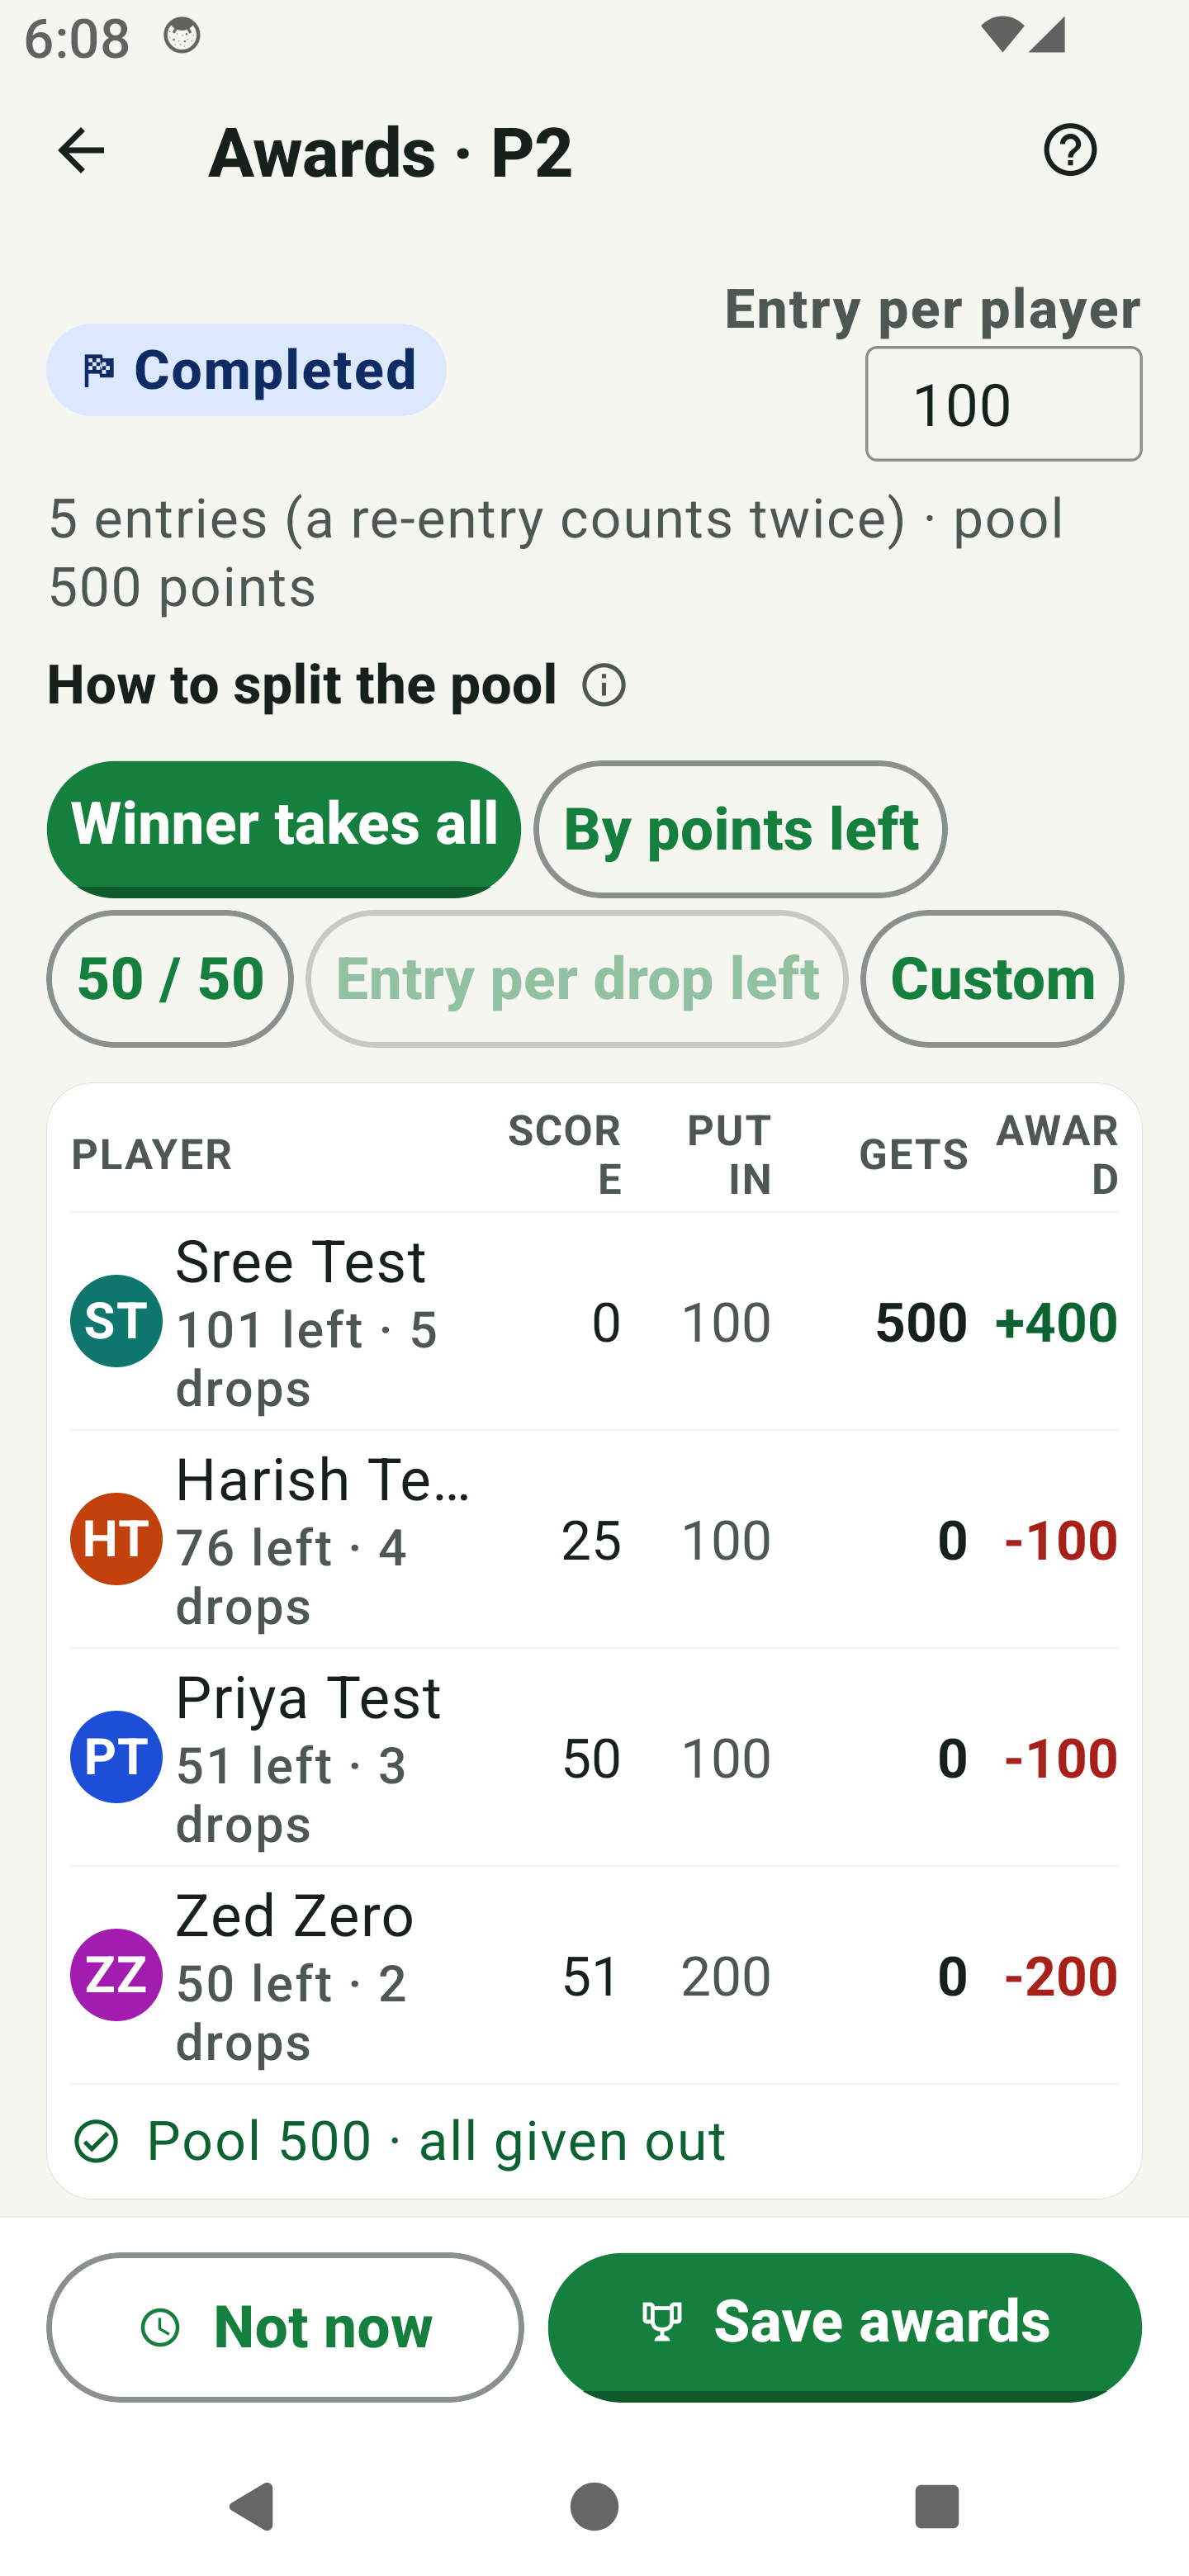 6:08
Awards · P2
Entry per player
Completed
100
5 entries (a re-entry counts twice) · pool
500 points
How to split the pool
Winner takes all
By points left
50 / 50
Entry per drop left
Custom
PLAYER SCOR PUT GETS AWAR
E IN D
Sree Test
101 left · 5
drops
0 100 500 +400
ST
Harish Te...
76 left · 4
drops
25 100 0 -100
HT
Priya Test
51 left · 3
drops
50 100 0 -100
PT
Zed Zero
50 left · 2
drops
51 200 0 -200
ZZ
Pool 500 · all given out
Not now
Save awards